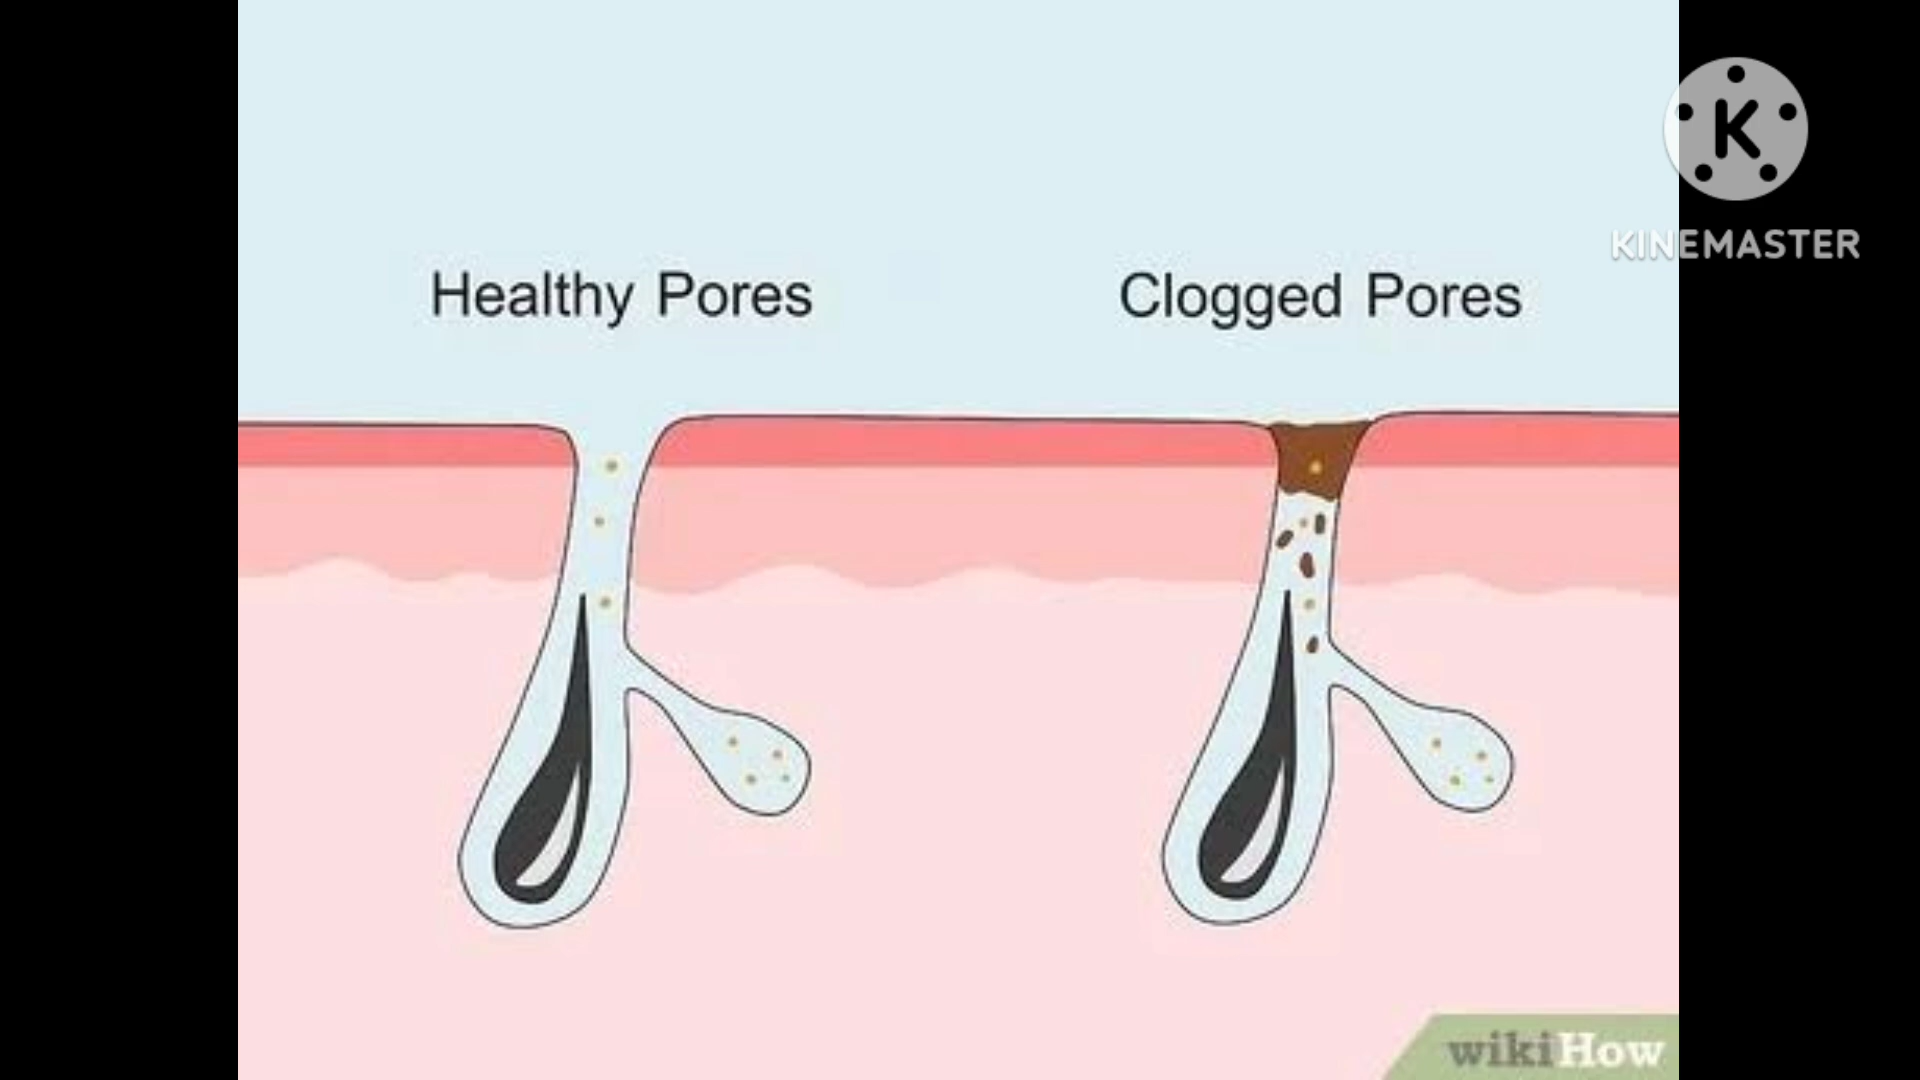 Healthy Pores
Clogged Pores
K
KINEMASTER
wikiHow